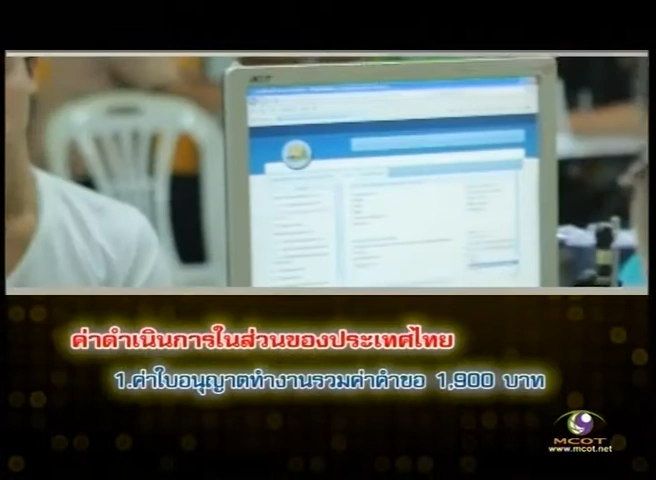 ค่าดำเนินการในส่วนของประเทศไทย
1.ค่าใบอนุญาตทำงานรวมค่าคำขอ 1,900 บาท
MCOT
www.mcot.net